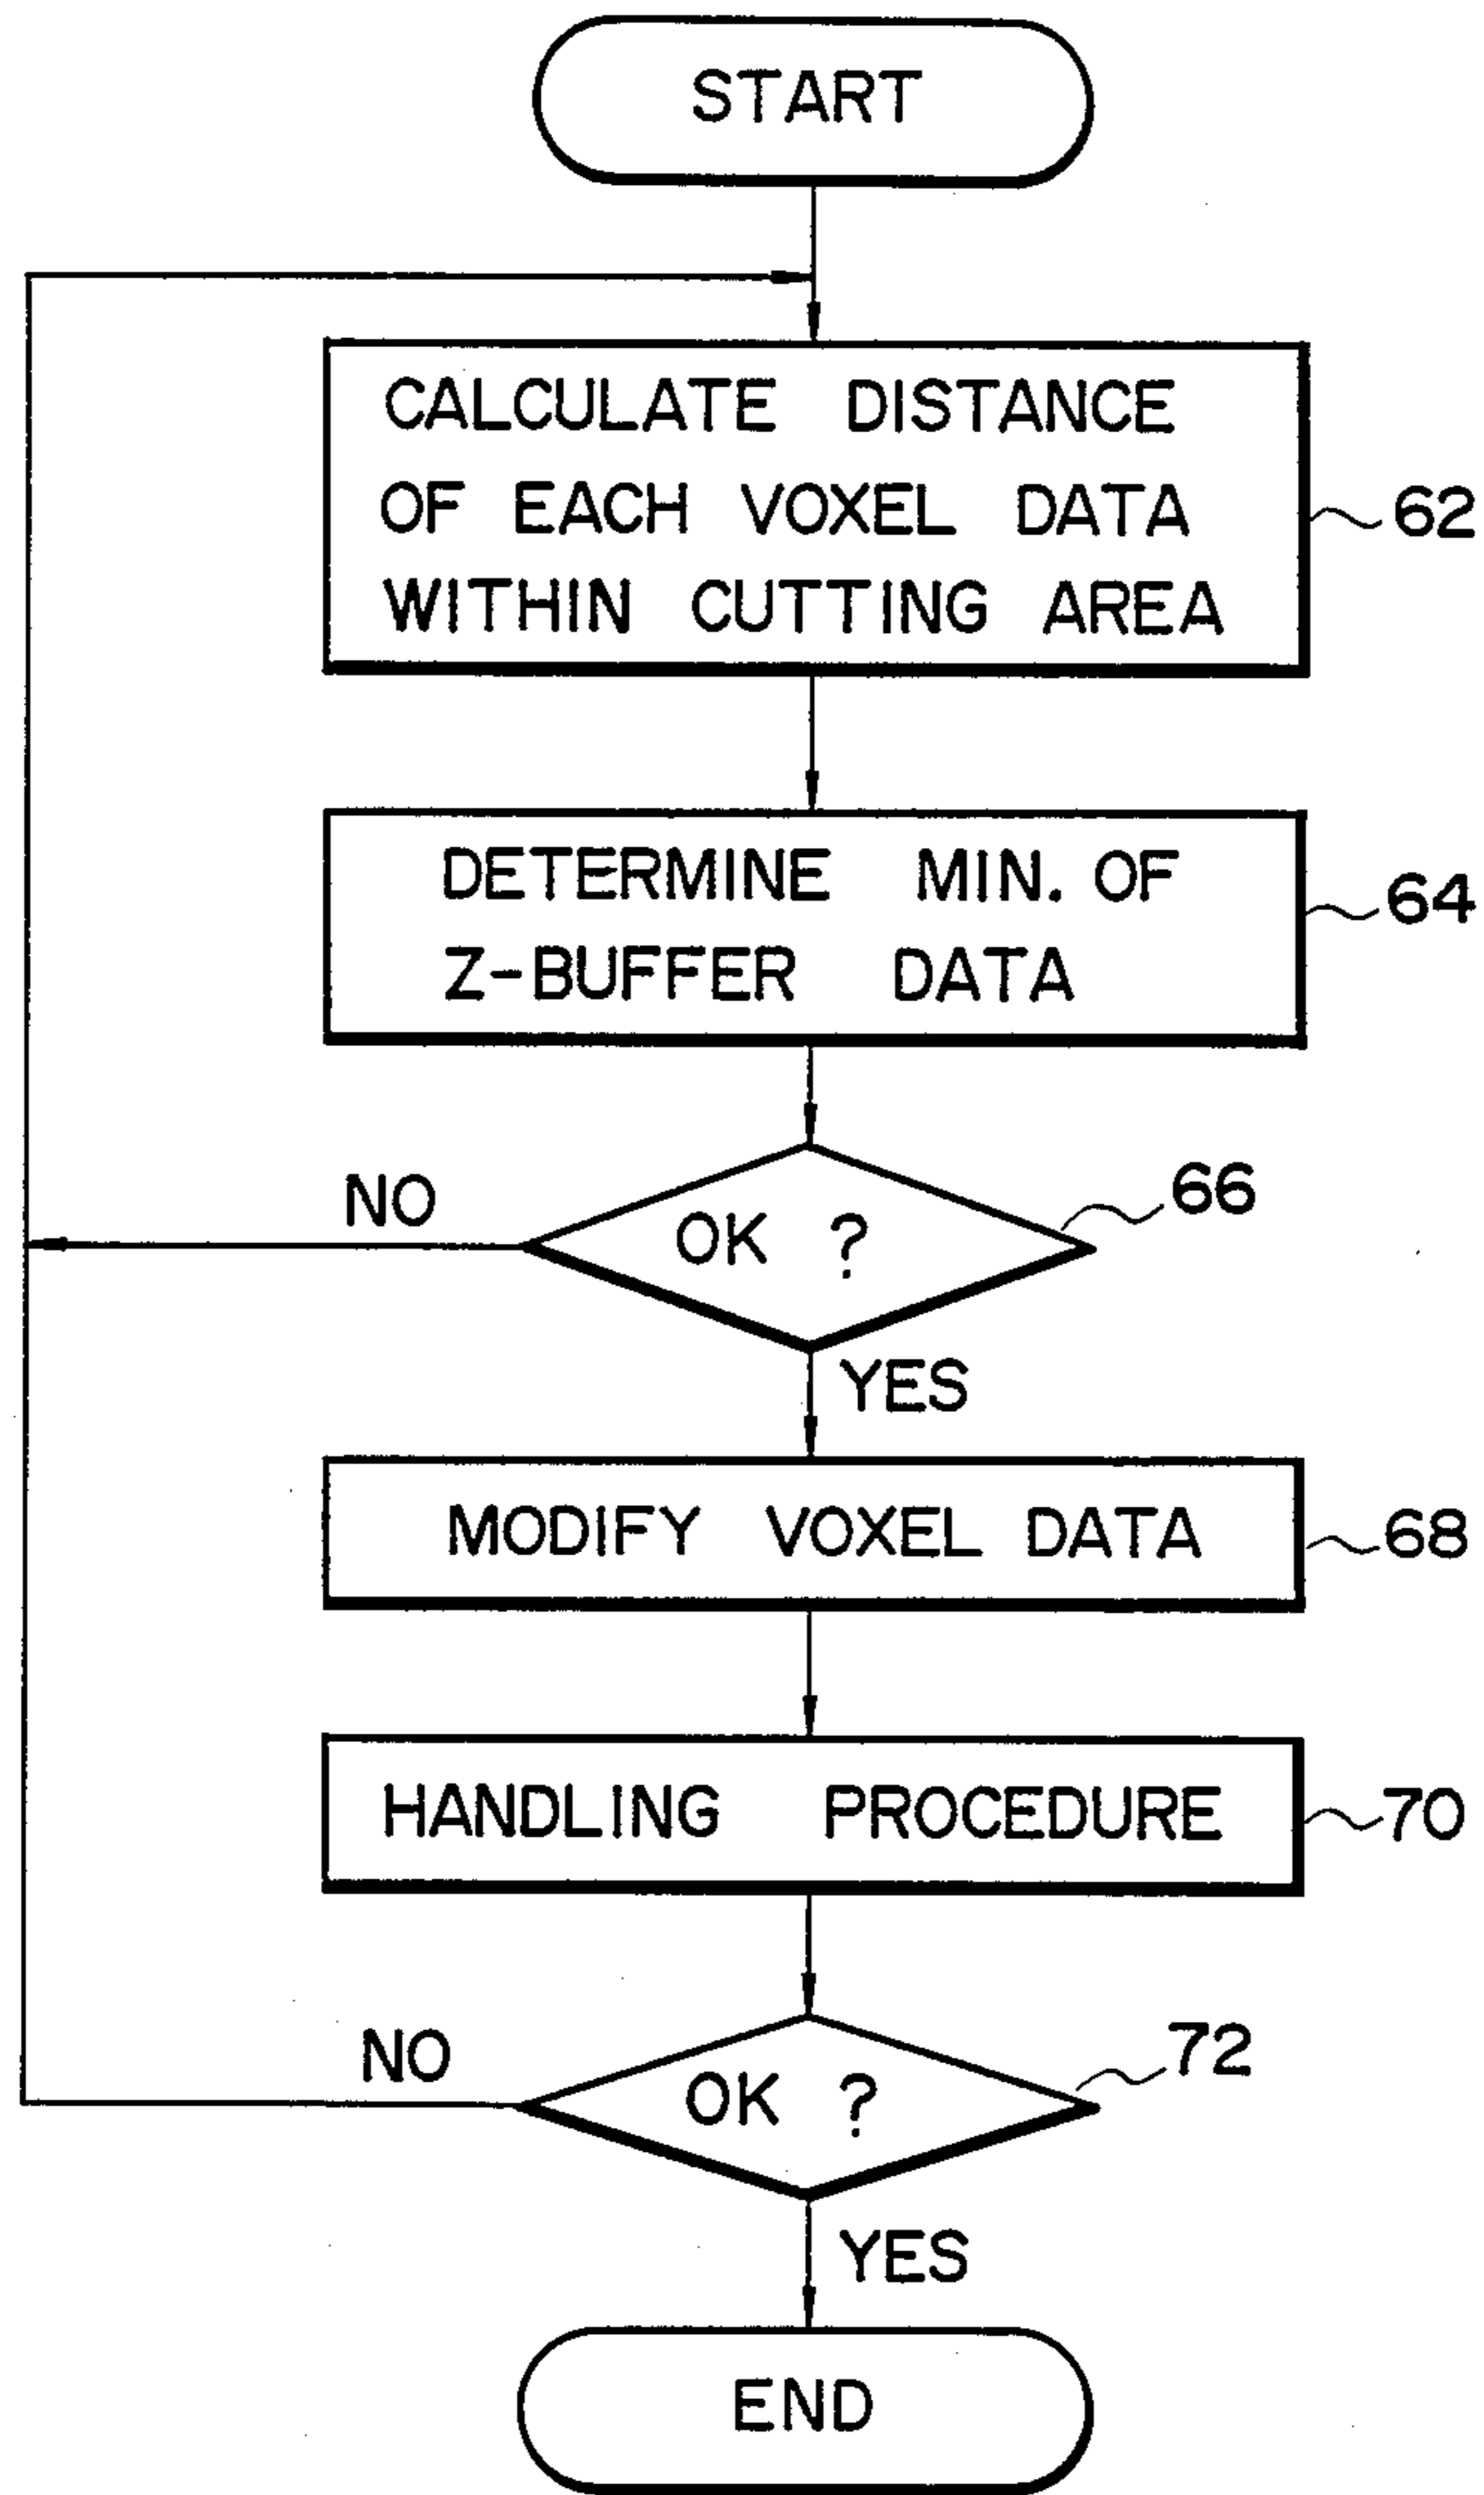 START
CALCULATE DISTANCE
OF EACH VOXEL DATA
WITHIN CUTTING AREA
62
DETERMINE MIN. OF
Z-BUFFER DATA
64
NO
OK ?
66
YES
MODIFY VOXEL DATA
68
HANDLING PROCEDURE
70
NO
OK ?
72
YES
END